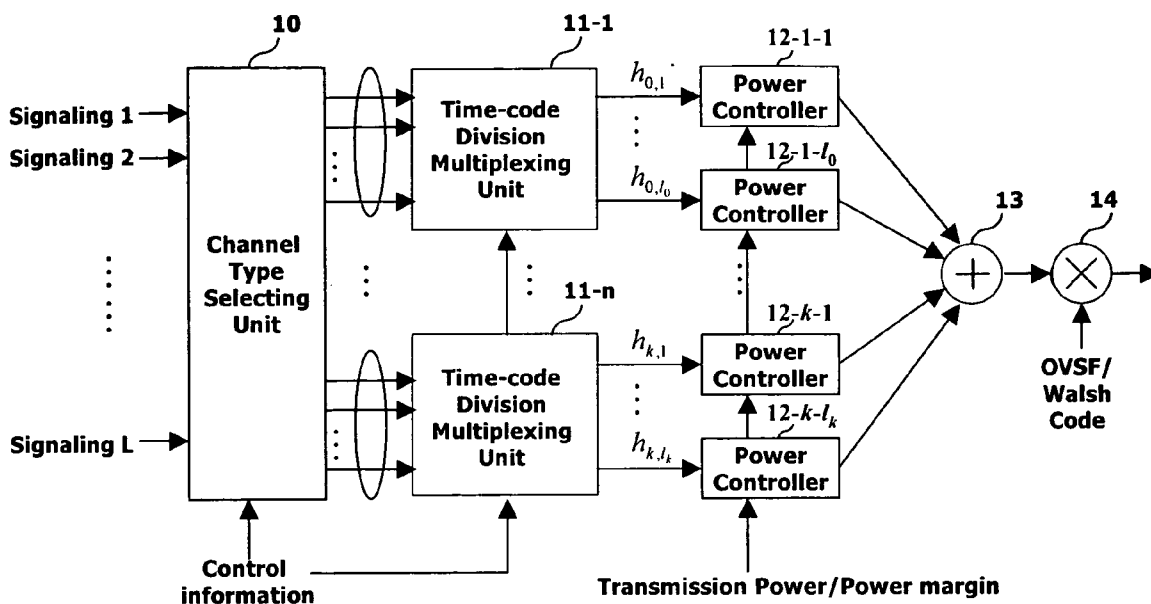 10
11-1
12-1-1
Signaling 1
Signaling 2
Signaling L
Channel
Type
Selecting
Unit
Time-code
Division
Multiplexing
Unit
h0,1
h0,l0
Power
Controller
12-1-l0
Power
Controller
13
14
11-n
Time-code
Division
Multiplexing
Unit
hk,1
hk,lk
12-k-1
Power
Controller
12-k-lk
Power
Controller
OVSF/
Walsh
Code
Control
information
Transmission Power/Power margin